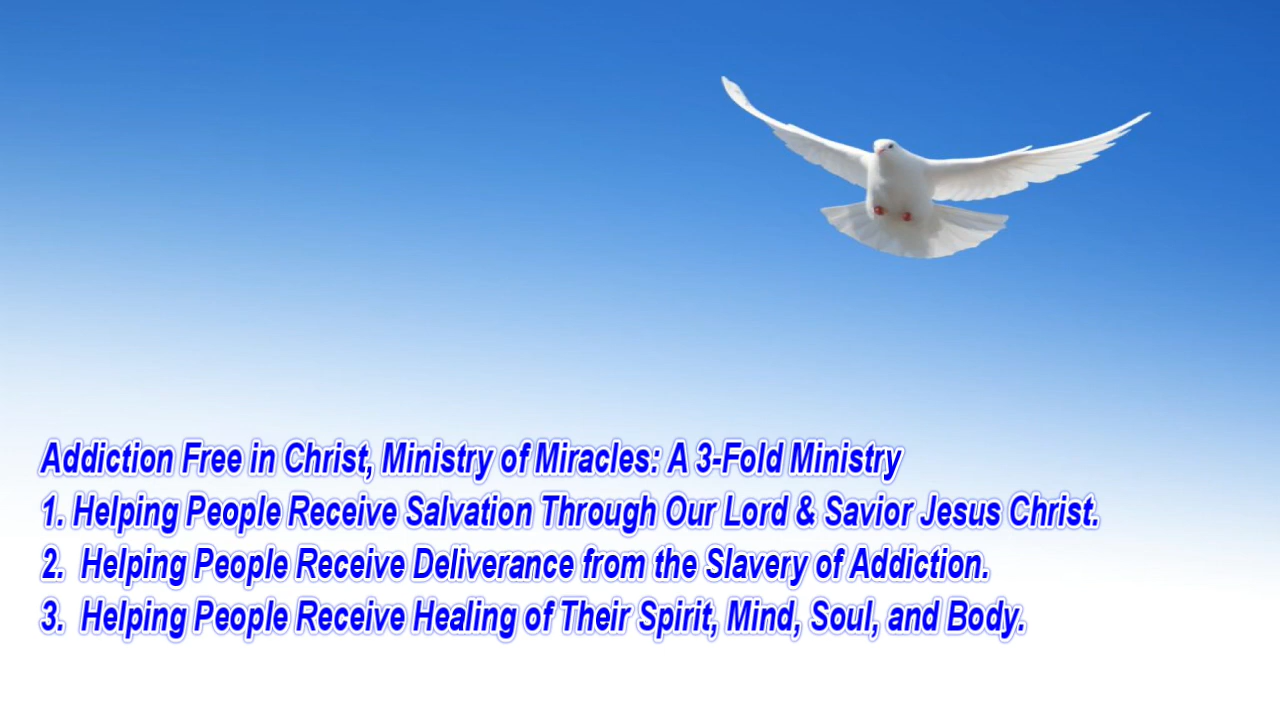 Addiction Free in Christ, Ministry of Miracles: A 3-Fold Ministry
1. Helping People Receive Salvation Through Our Lord & Savior Jesus Christ.
2.  Helping People Receive Deliverance from the Slavery of Addiction.
3.  Helping People Receive Healing of Their Spirit, Mind, Soul, and Body.